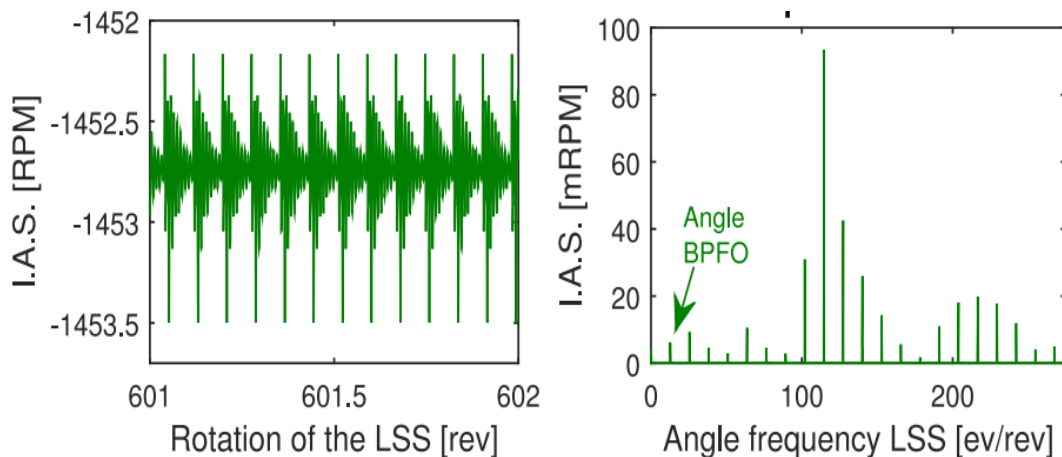 -1452
-1452.5
-1453
-1453.5
I.A.S. [RPM]
601
601.5
602
Rotation of the LSS [rev]
100
80
60
40
20
0
I.A.S. [mRPM]
Angle
BPFO
0
100
200
Angle frequency LSS [ev/rev]